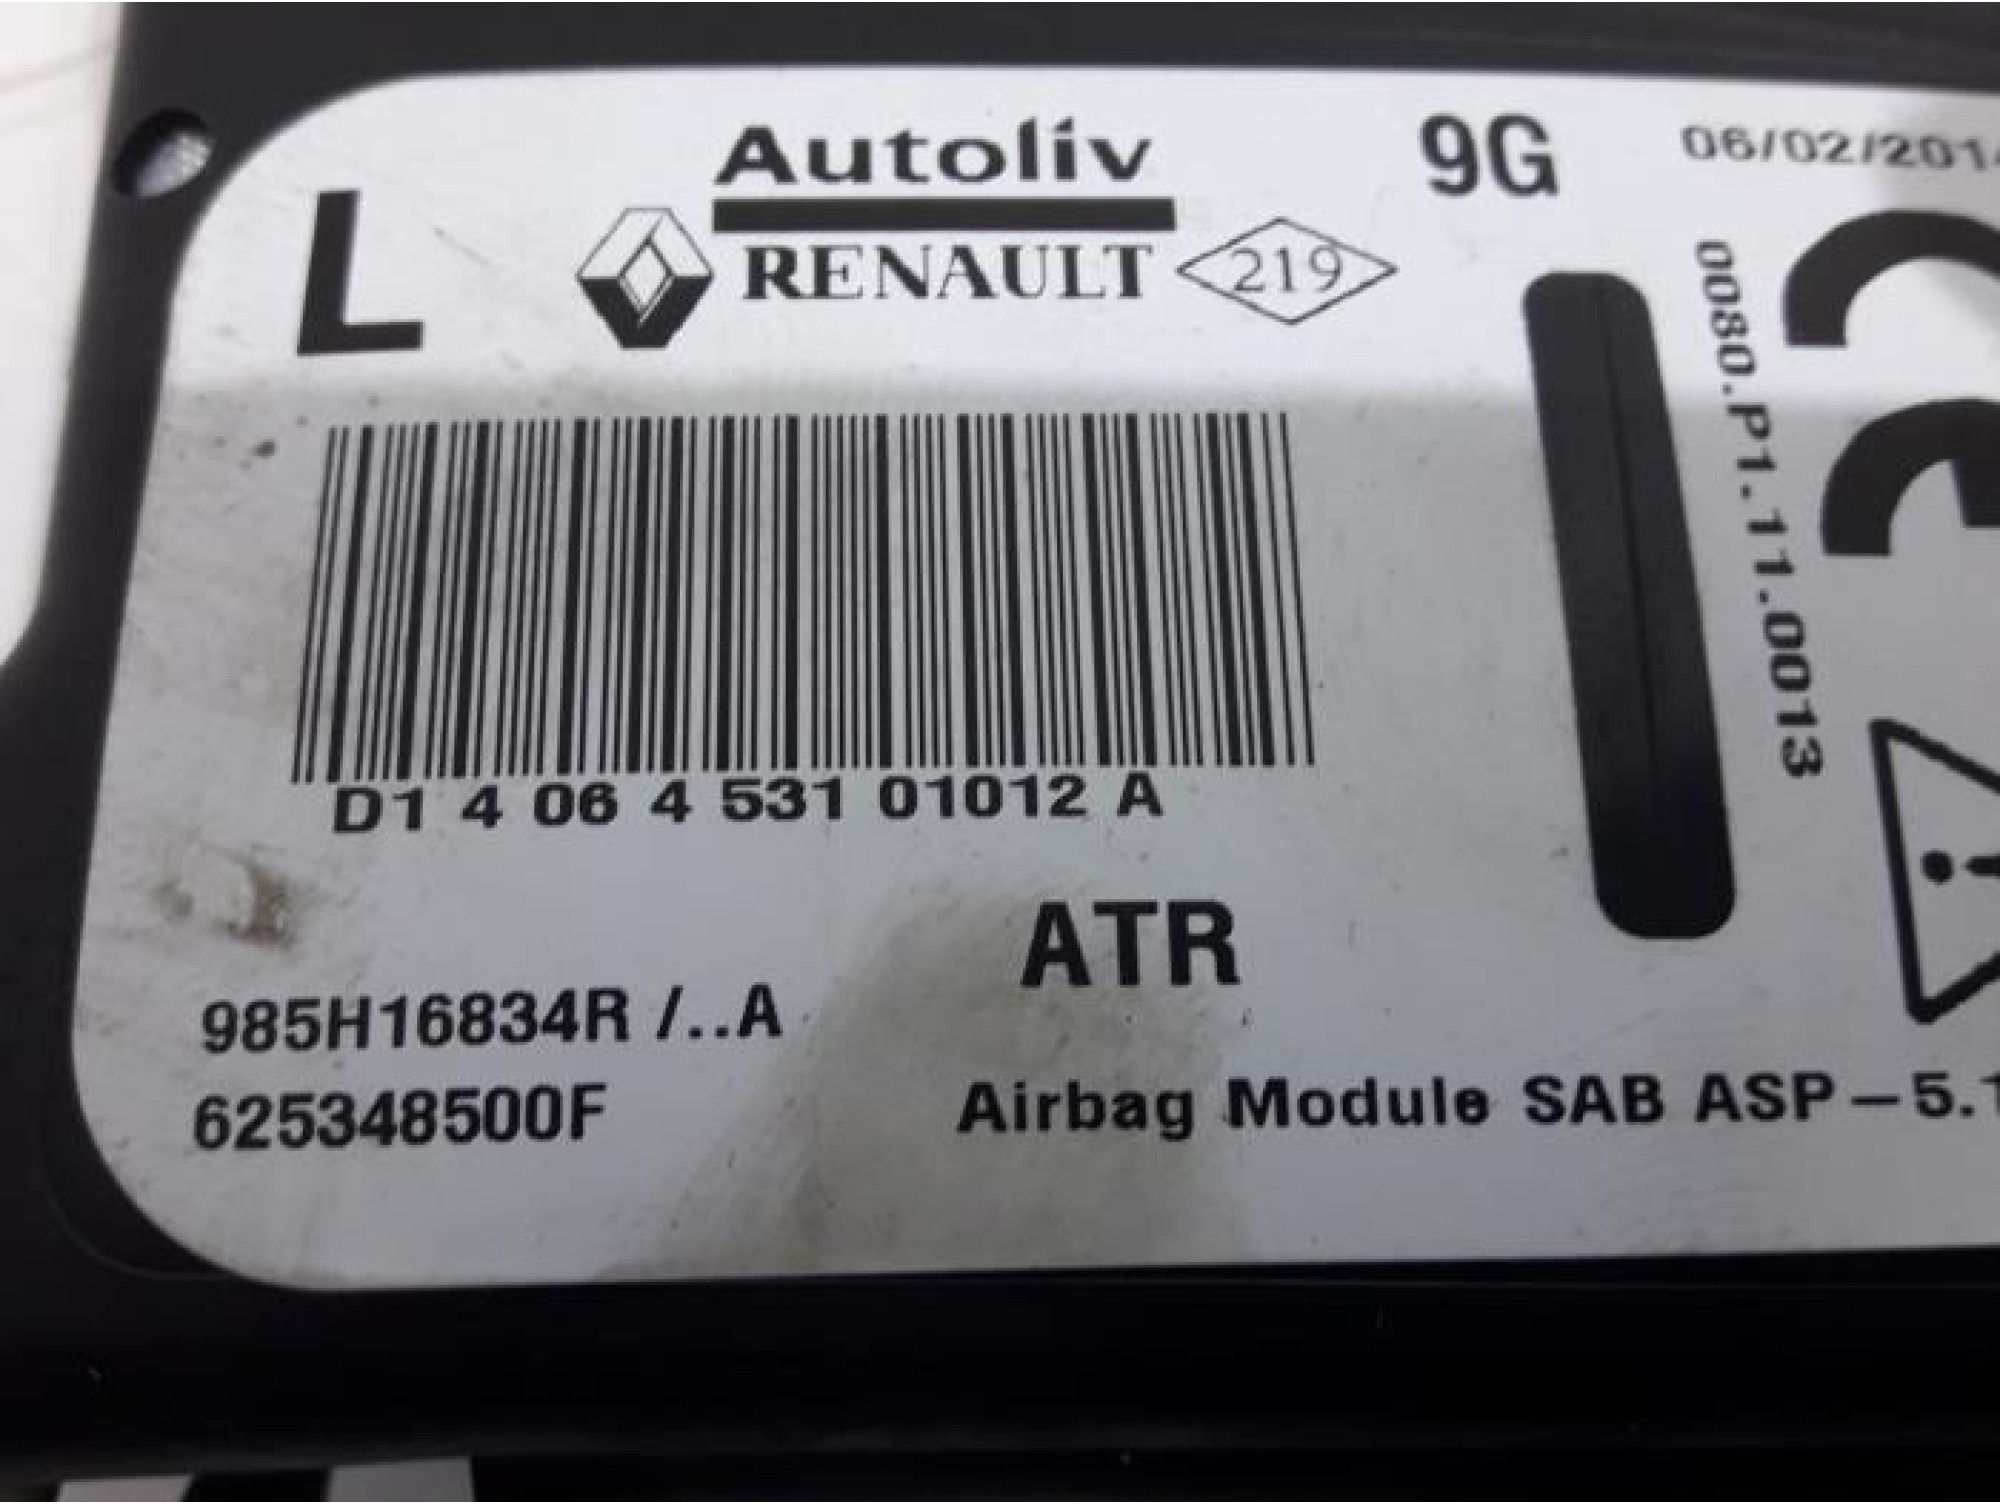 Autoliv
9G
06/02/2014
L
RENAULT
219
0080.P1.11.0013
D1 4 06 4 531 01012 A
ATR
985H16834R /..A
625348500F
Airbag Module SAB ASP-5.1